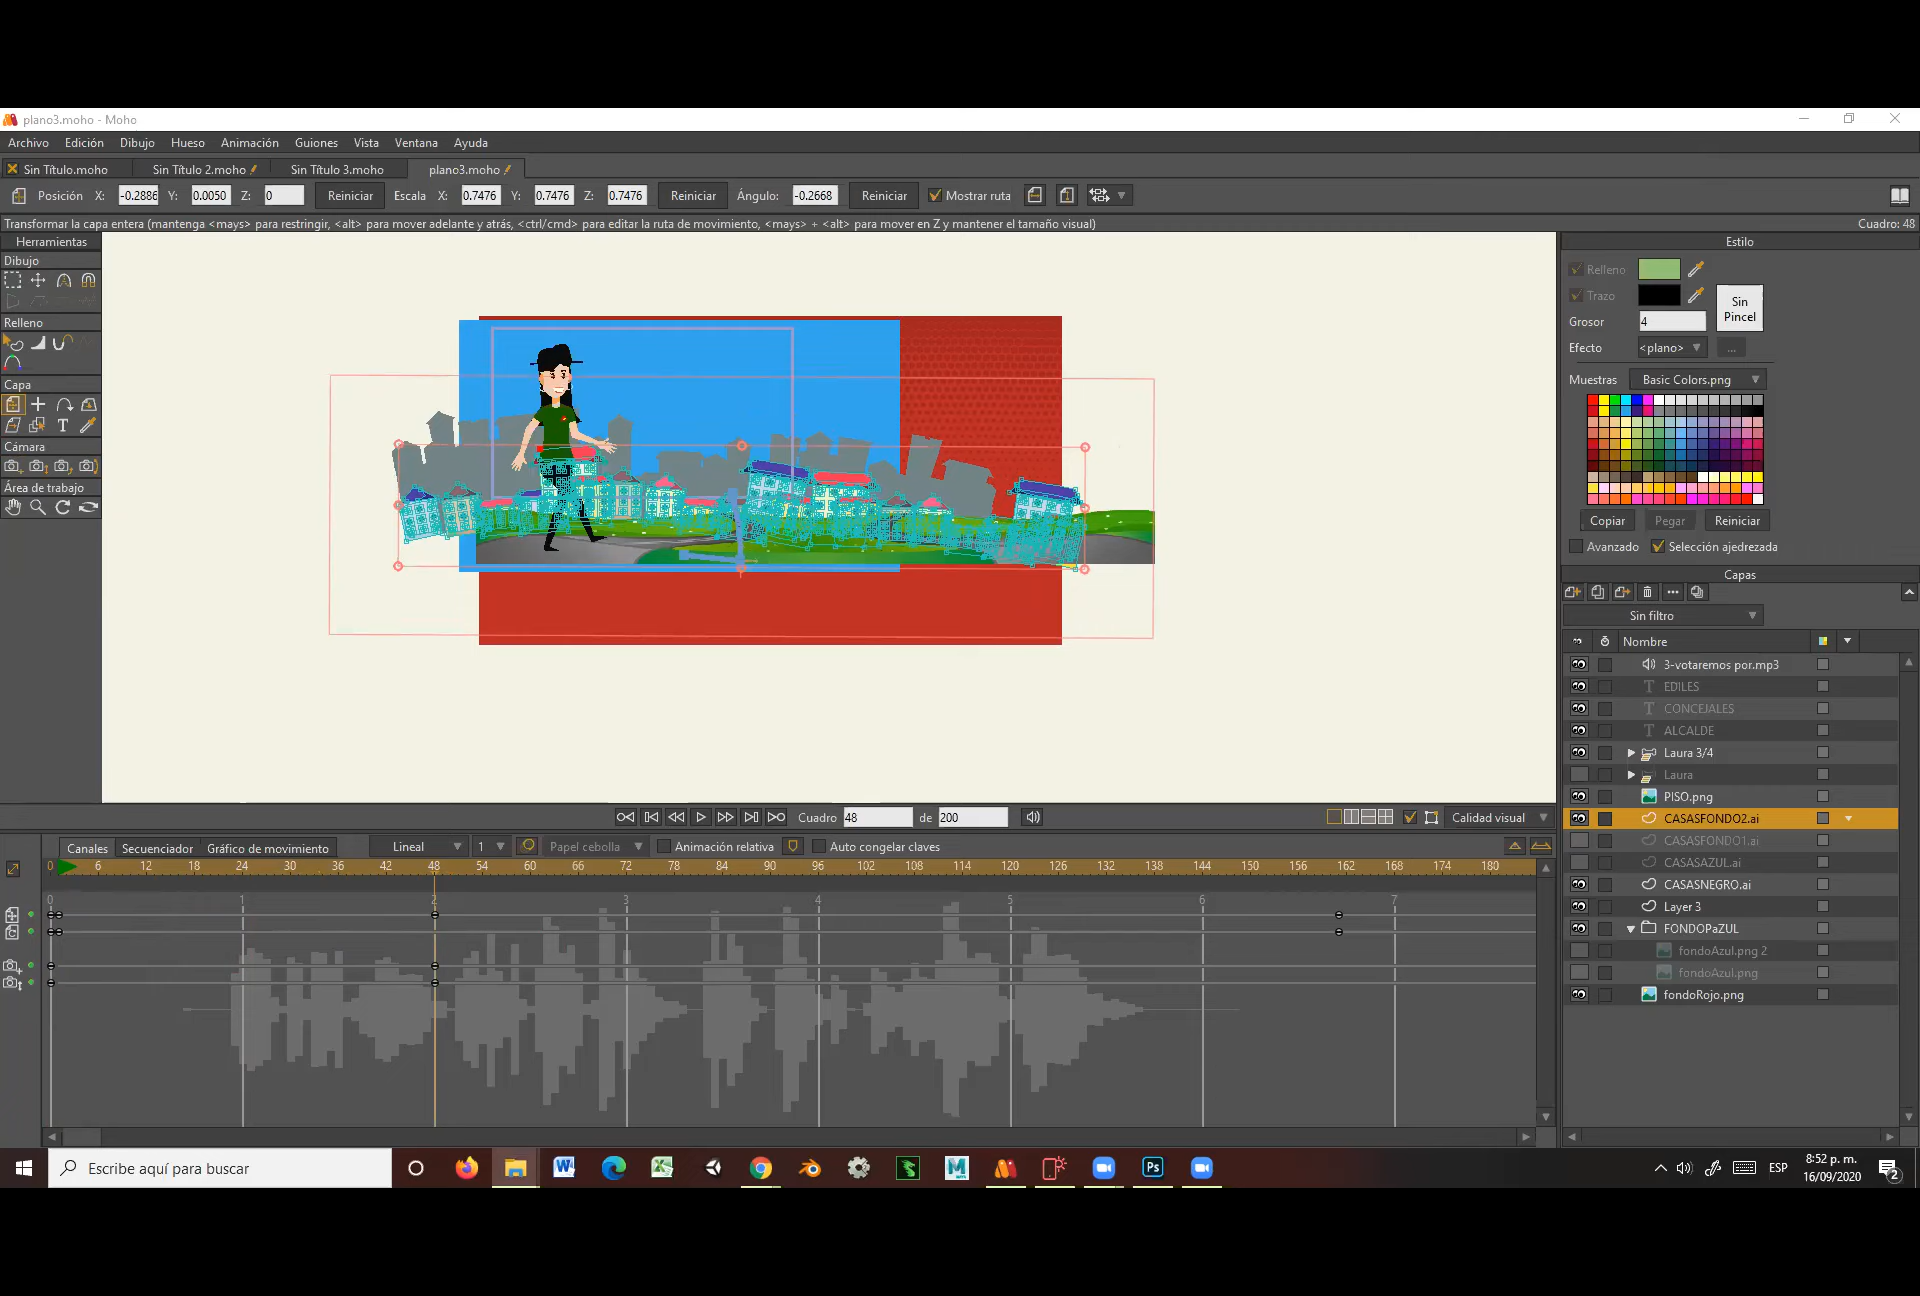 plano3.moho - Moho
Archivo Edición Dibujo Hueso Animación Guiones Vista Ventana Ayuda
Sin Título.moho Sin Título 2.moho Sin Título 3.moho plano3.moho
Posición X: -0.2886 Y: 0.0050 Z: 0 Reiniciar Escala X: 0.7476 Y: 0.7476 Z: 0.7476 Reiniciar Ángulo: -0.2668 Reiniciar Mostrar ruta
Transformar la capa entera (mantenga <mays> para restringir, <alt> para mover adelante y atrás, <ctrl/cmd> para editar la ruta de movimiento, <mays> + <alt> para mover en Z y mantener el tamaño visual) Cuadro: 48
Herramientas
Dibujo
Relleno
Capa
Cámara
Área de trabajo
Estilo
Relleno
Trazo
Sin Pincel
Grosor 4
Efecto <plano> ...
Muestras Basic Colors.png
Copiar Pegar Reiniciar
Avanzado Selección ajedrezada
Capas
Sin filtro
Nombre
3-votaremos por.mp3
EDILES
CONCEJALES
ALCALDE
Laura 3/4
Laura
PISO.png
CASASFONDO2.ai
CASASFONDO1.ai
CASASAZUL.ai
CASASNEGRO.ai
Layer 3
FONDOPaZUL
fondoAzul.png 2
fondoAzul.png
fondoRojo.png
Cuadro 48 de 200 Calidad visual
Canales Secuenciador Gráfico de movimiento Lineal 1 Papel cebolla Animación relativa Auto congelar claves
0 6 12 18 24 30 36 42 48 54 60 66 72 78 84 90 96 102 108 114 120 126 132 138 144 150 156 162 168 174 180
0 1 2 3 4 5 6 7
Escribe aquí para buscar
ESP
8:52 p. m.
16/09/2020
2